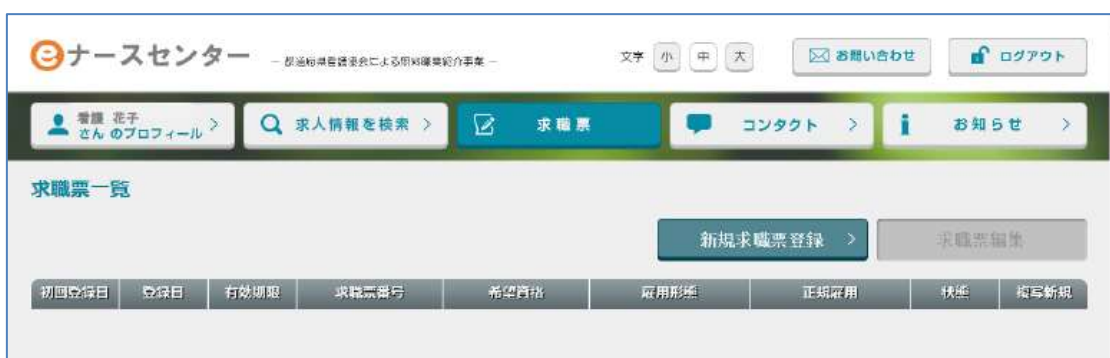 eナースセンター －都道府県看護協会による無料職業紹介事業－ 文字 小 中 大 お問い合わせ ログアウト
看護 花子
さん のプロフィール 求人情報を検索 求職票 コンタクト お知らせ
求職票一覧
新規求職票登録 求職票編集
初回登録日 登録日 有効期限 求職票番号 希望資格 雇用形態 正規雇用 状態 複写新規